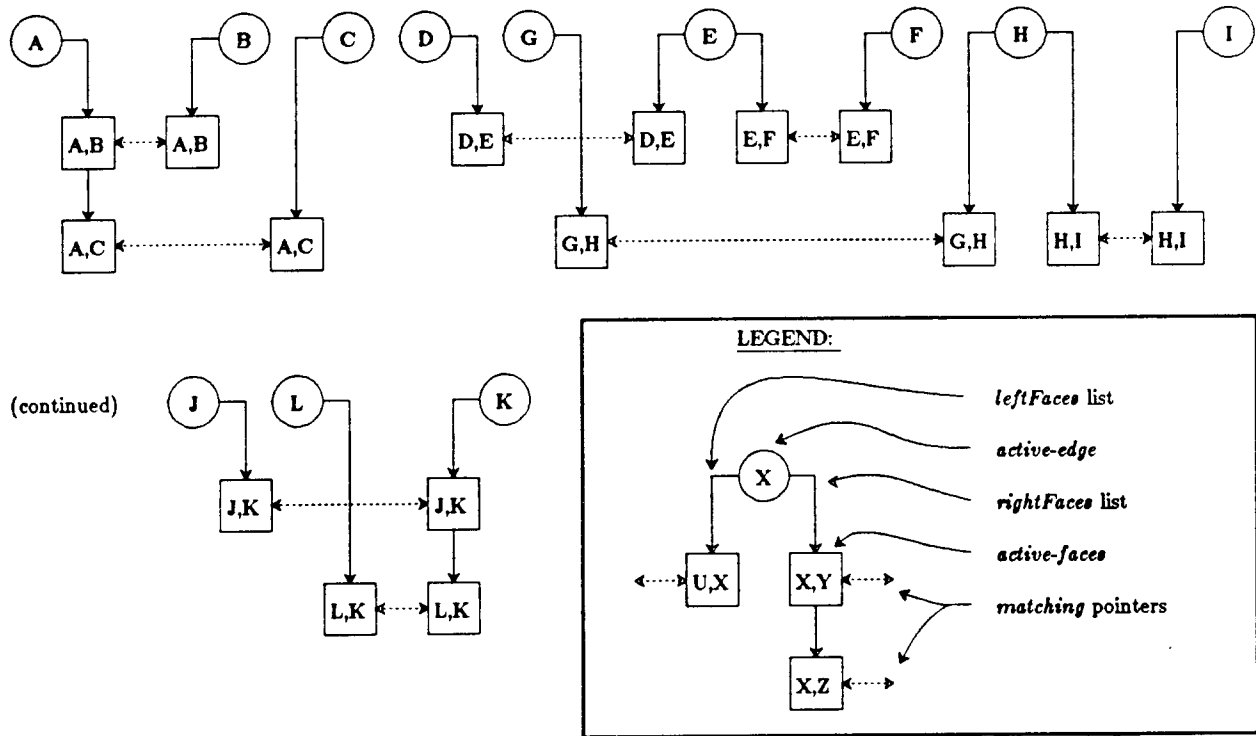 A B C D G E F H I
A,B A,B D,E D,E E,F E,F
A,C A,C G,H G,H H,I H,I
LEGEND:
(continued) J L K
J,K J,K
L,K L,K
leftFaces list
X active-edge
rightFaces list
active-faces
U,X X,Y
matching pointers
X,Z